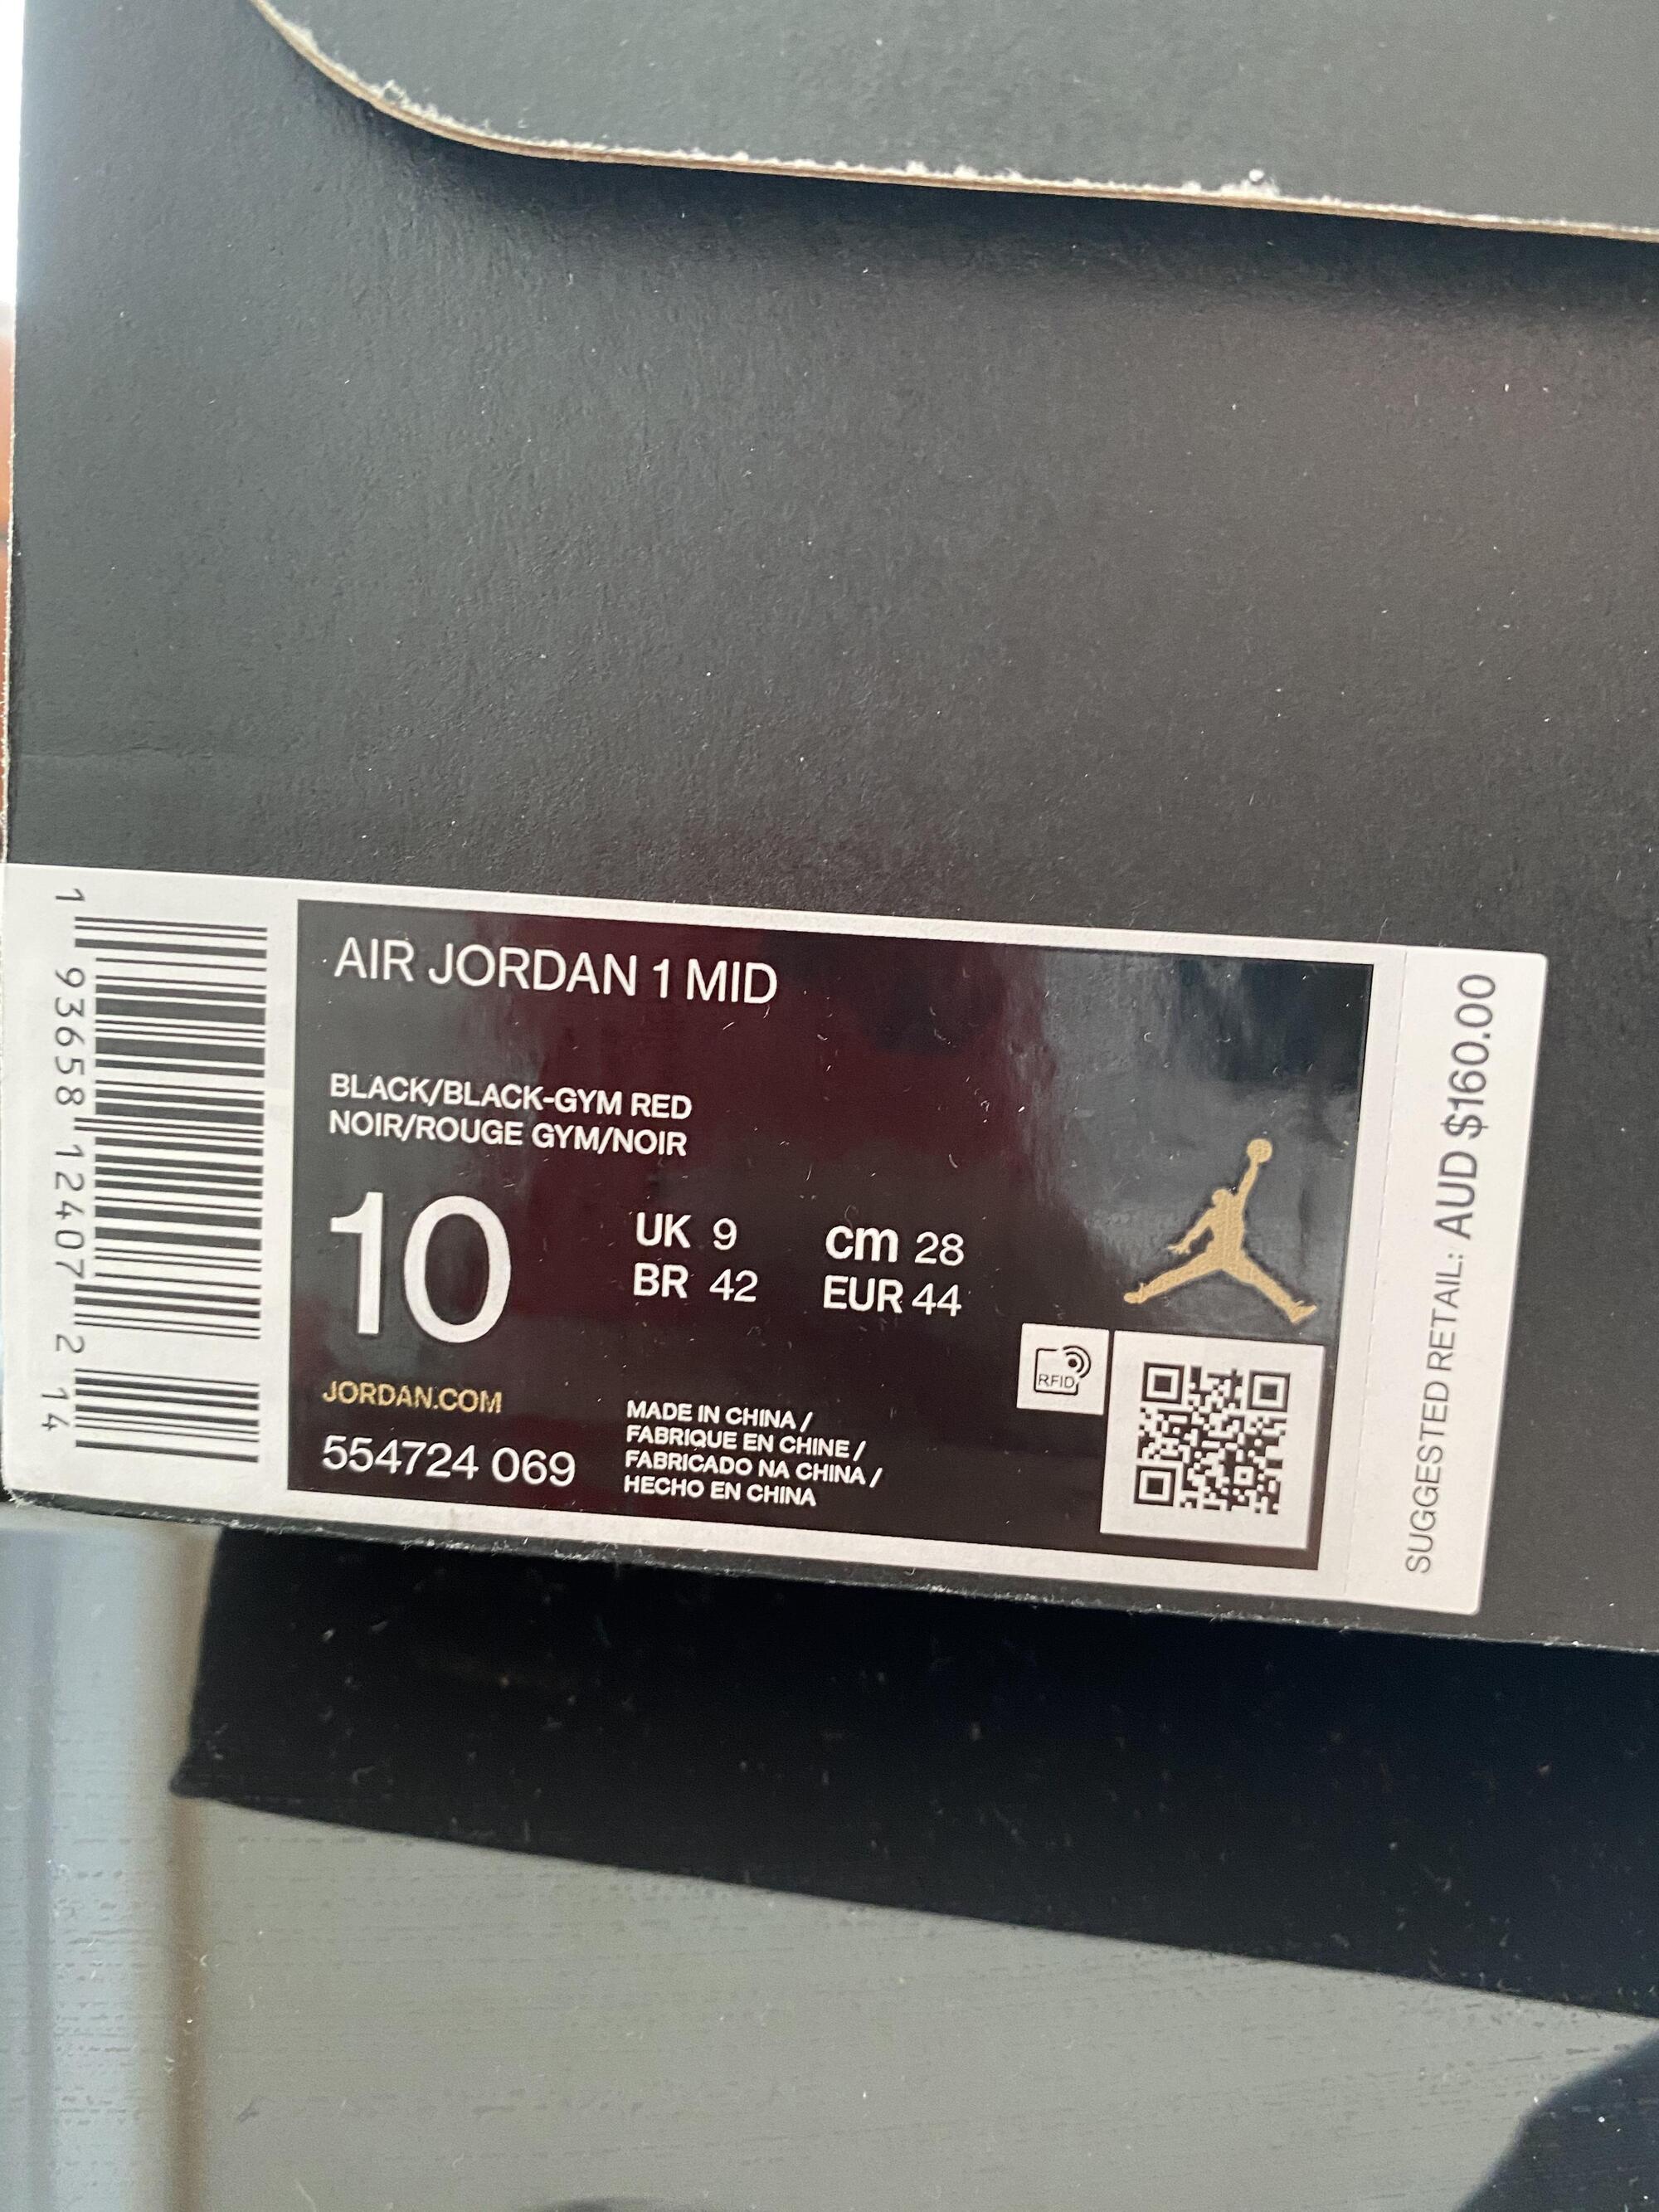 AIR JORDAN 1 MID
BLACK/BLACK-GYM RED
NOIR/ROUGE GYM/NOIR
10
UK 9
cm 28
BR 42
EUR 44
RFID
JORDAN.COM
554724 069
MADE IN CHINA /
FABRIQUE EN CHINE /
FABRICADO NA CHINA /
HECHO EN CHINA
1 93658 12407 2 14
SUGGESTED RETAIL: AUD $160.00